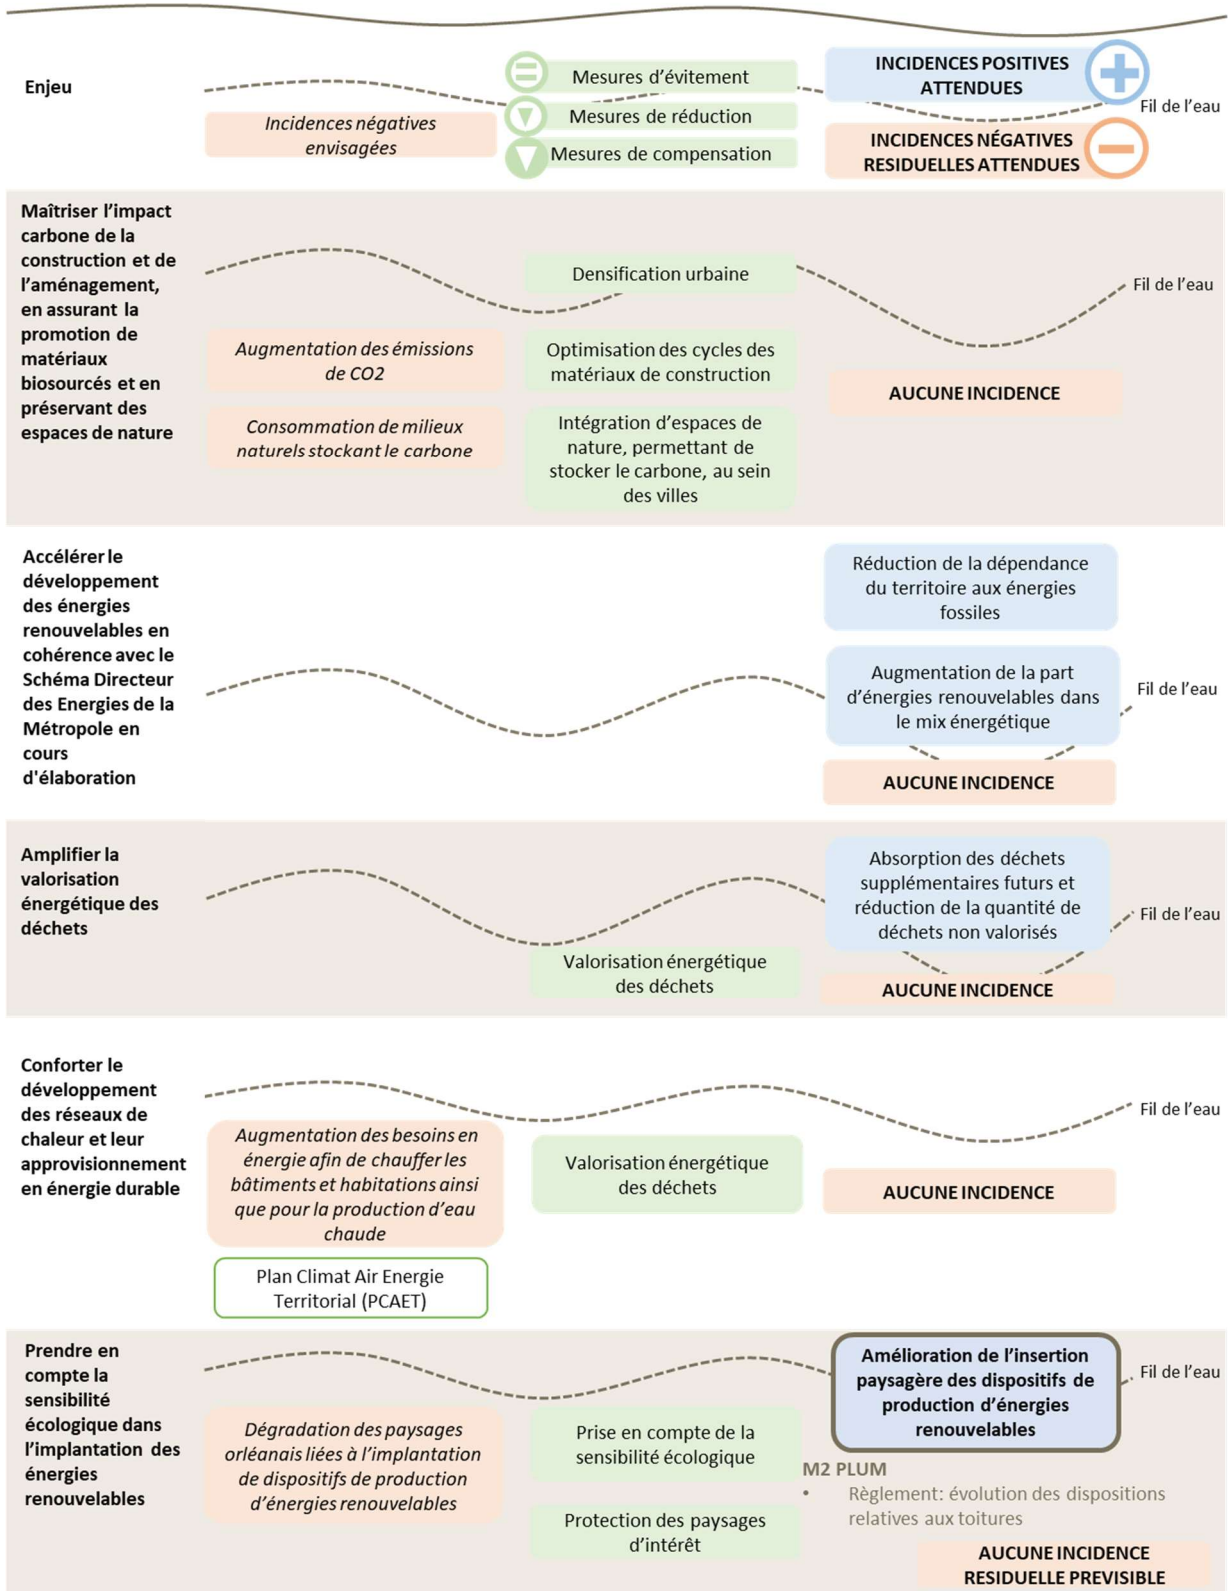 Enjeu
Incidences négatives
envisagées
Mesures d'évitement
Mesures de réduction
Mesures de compensation
INCIDENCES POSITIVES
ATTENDUES
INCIDENCES NÉGATIVES
RESIDUELLES ATTENDUES
Fil de l'eau
Maîtriser l'impact
carbone de la
construction et de
l'aménagement,
en assurant la
promotion de
matériaux
biosourcés et en
préservant des
espaces de nature
Augmentation des émissions
de CO2
Consommation de milieux
naturels stockant le carbone
Densification urbaine
Optimisation des cycles des
matériaux de construction
Intégration d'espaces de
nature, permettant de
stocker le carbone, au sein
des villes
AUCUNE INCIDENCE
Fil de l'eau
Accélérer le
développement
des énergies
renouvelables en
cohérence avec le
Schéma Directeur
des Energies de la
Métropole en
cours
d'élaboration
Réduction de la dépendance
du territoire aux énergies
fossiles
Augmentation de la part
d'énergies renouvelables dans
le mix énergétique
AUCUNE INCIDENCE
Fil de l'eau
Amplifier la
valorisation
énergétique des
déchets
Valorisation énergétique
des déchets
Absorption des déchets
supplémentaires futurs et
réduction de la quantité de
déchets non valorisés
AUCUNE INCIDENCE
Fil de l'eau
Conforter le
développement
des réseaux de
chaleur et leur
approvisionnement
en énergie durable
Augmentation des besoins en
énergie afin de chauffer les
bâtiments et habitations ainsi
que pour la production d'eau
chaude
Plan Climat Air Energie
Territorial (PCAET)
Valorisation énergétique
des déchets
AUCUNE INCIDENCE
Fil de l'eau
Prendre en
compte la
sensibilité
écologique dans
l'implantation des
énergies
renouvelables
Dégradation des paysages
orléanais liées à l'implantation
de dispositifs de production
d'énergies renouvelables
Prise en compte de la
sensibilité écologique
Protection des paysages
d'intérêt
Amélioration de l'insertion
paysagère des dispositifs de
production d'énergies
renouvelables
Fil de l'eau
M2 PLUM
• Règlement: évolution des dispositions
relatives aux toitures
AUCUNE INCIDENCE
RESIDUELLE PREVISIBLE